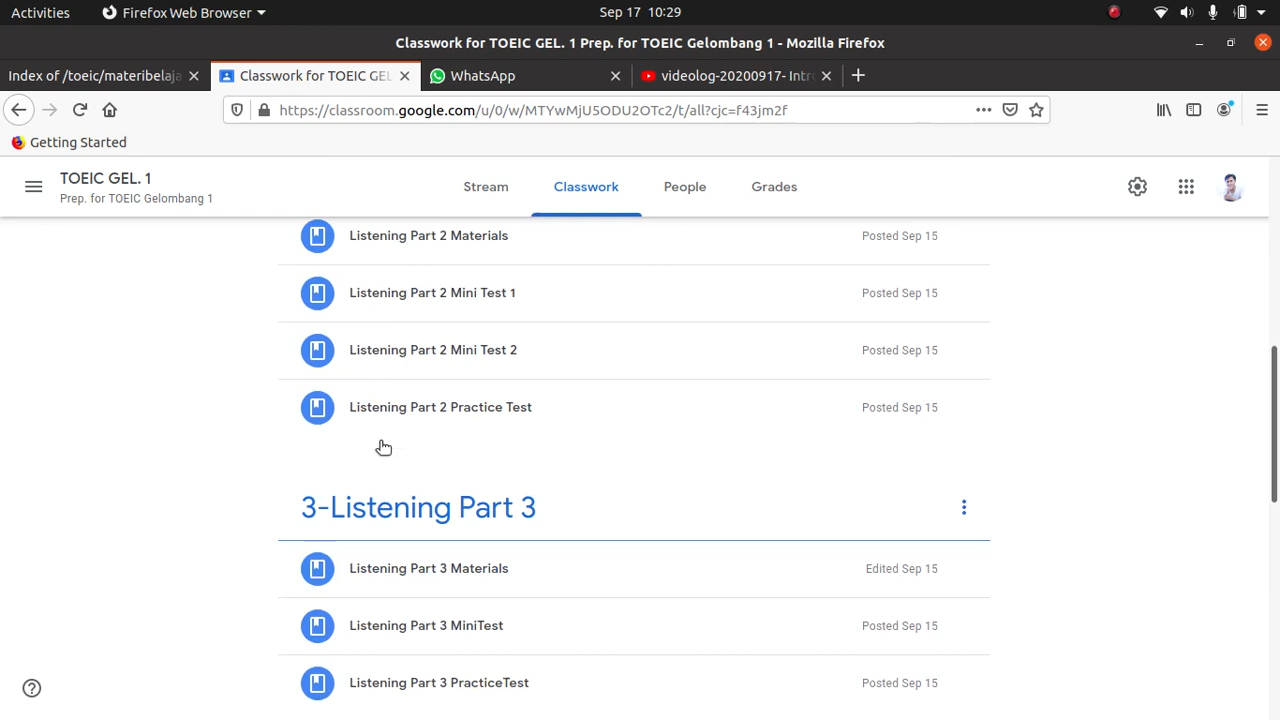 Activities
Firefox Web Browser
Sep 17 10:29
Classwork for TOEIC GEL. 1 Prep. for TOEIC Gelombang 1 - Mozilla Firefox
Index of /toeic/materibelaja
Classwork for TOEIC GEL
WhatsApp
videolog-20200917- Intr
https://classroom.google.com/u/0/w/MTYwMjU5ODU2OTc2/t/all?cjc=f43jm2f
Getting Started
TOEIC GEL. 1
Prep. for TOEIC Gelombang 1
Stream
Classwork
People
Grades
Listening Part 2 Materials Posted Sep 15
Listening Part 2 Mini Test 1 Posted Sep 15
Listening Part 2 Mini Test 2 Posted Sep 15
Listening Part 2 Practice Test Posted Sep 15
3-Listening Part 3
Listening Part 3 Materials Edited Sep 15
Listening Part 3 MiniTest Posted Sep 15
Listening Part 3 PracticeTest Posted Sep 15